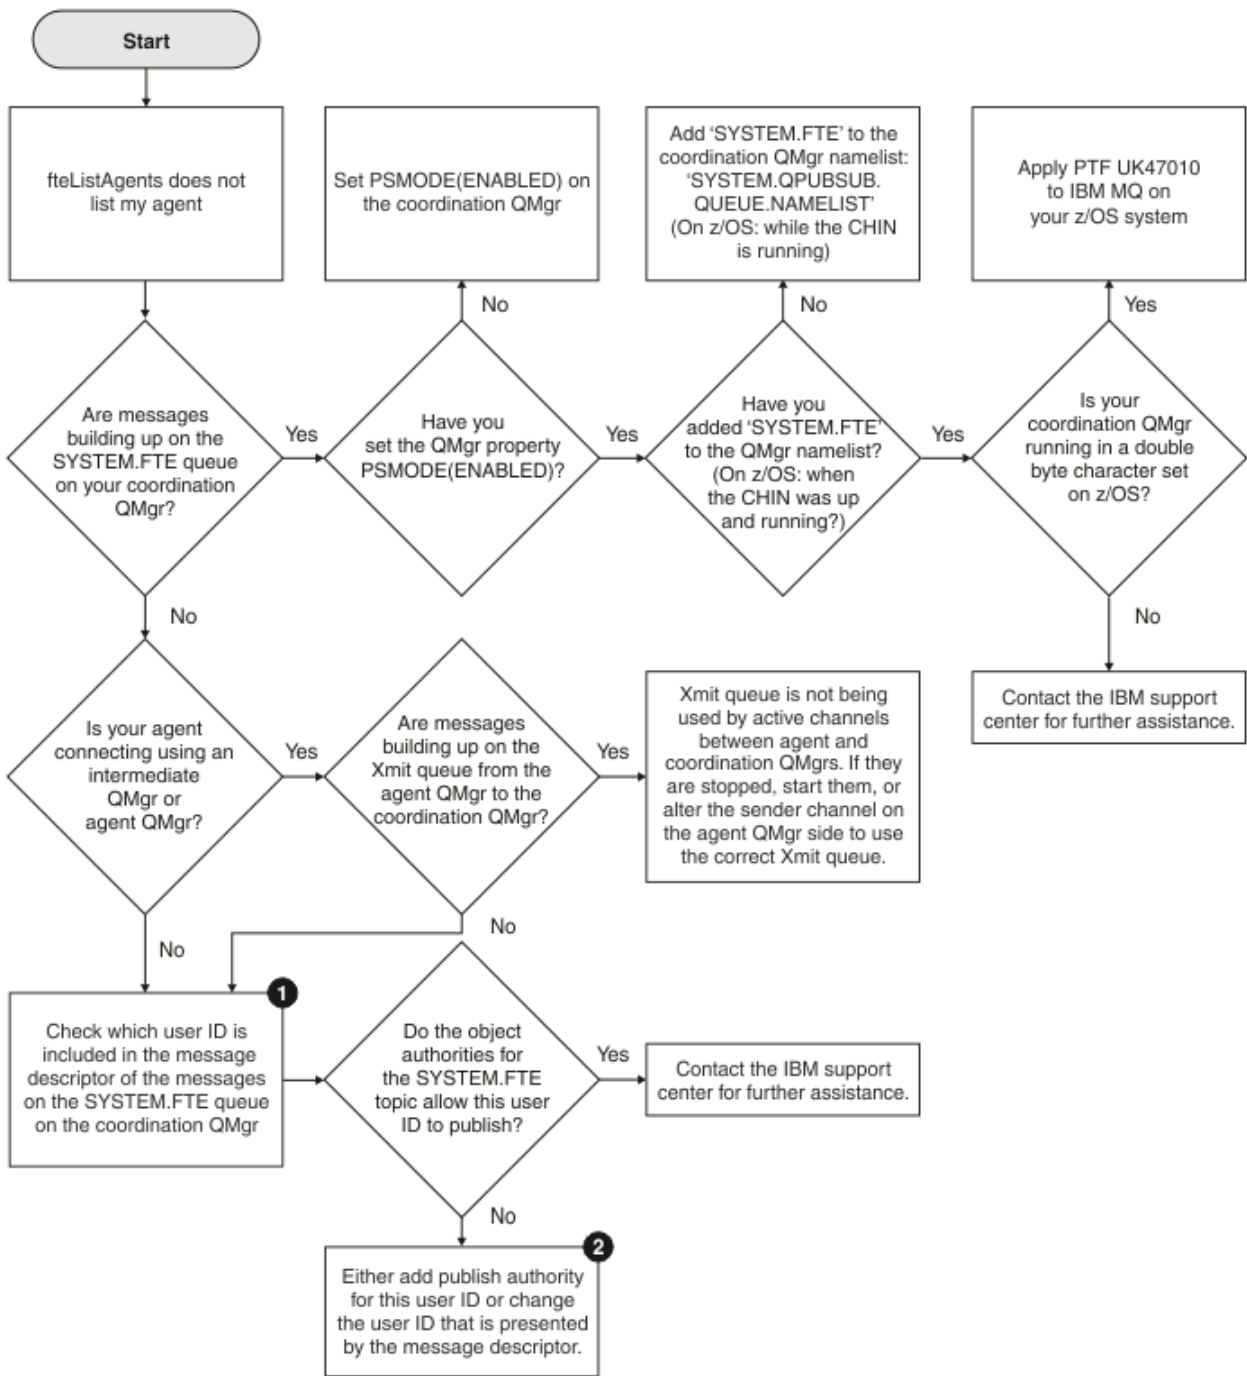 Start
fteListAgents does not
list my agent
Set PSMODE(ENABLED) on
the coordination QMgr
Add ‘SYSTEM.FTE’ to the
coordination QMgr namelist:
‘SYSTEM.QPUBSUB.
QUEUE.NAMELIST’
(On z/OS: while the CHIN
is running)
Apply PTF UK47010
to IBM MQ on
your z/OS system
No
No
Yes
Are messages
building up on the
SYSTEM.FTE queue
on your coordination
QMgr?
Yes
Have you
set the QMgr property
PSMODE(ENABLED)?
Yes
Have you
added ‘SYSTEM.FTE’
to the QMgr namelist?
(On z/OS: when
the CHIN was up
and running?)
Yes
Is your
coordination QMgr
running in a double
byte character set
on z/OS?
No
No
Is your agent
connecting using an
intermediate
QMgr or
agent QMgr?
Yes
Are messages
building up on the
Xmit queue from the
agent QMgr to the
coordination QMgr?
Yes
Xmit queue is not being
used by active channels
between agent and
coordination QMgrs. If they
are stopped, start them, or
alter the sender channel on
the agent QMgr side to use
the correct Xmit queue.
Contact the IBM support
center for further assistance.
No
No
1
Check which user ID is
included in the message
descriptor of the messages
on the SYSTEM.FTE queue
on the coordination QMgr
Do the object
authorities for
the SYSTEM.FTE
topic allow this user
ID to publish?
Yes
Contact the IBM support
center for further assistance.
No
2
Either add publish authority
for this user ID or change
the user ID that is presented
by the message descriptor.